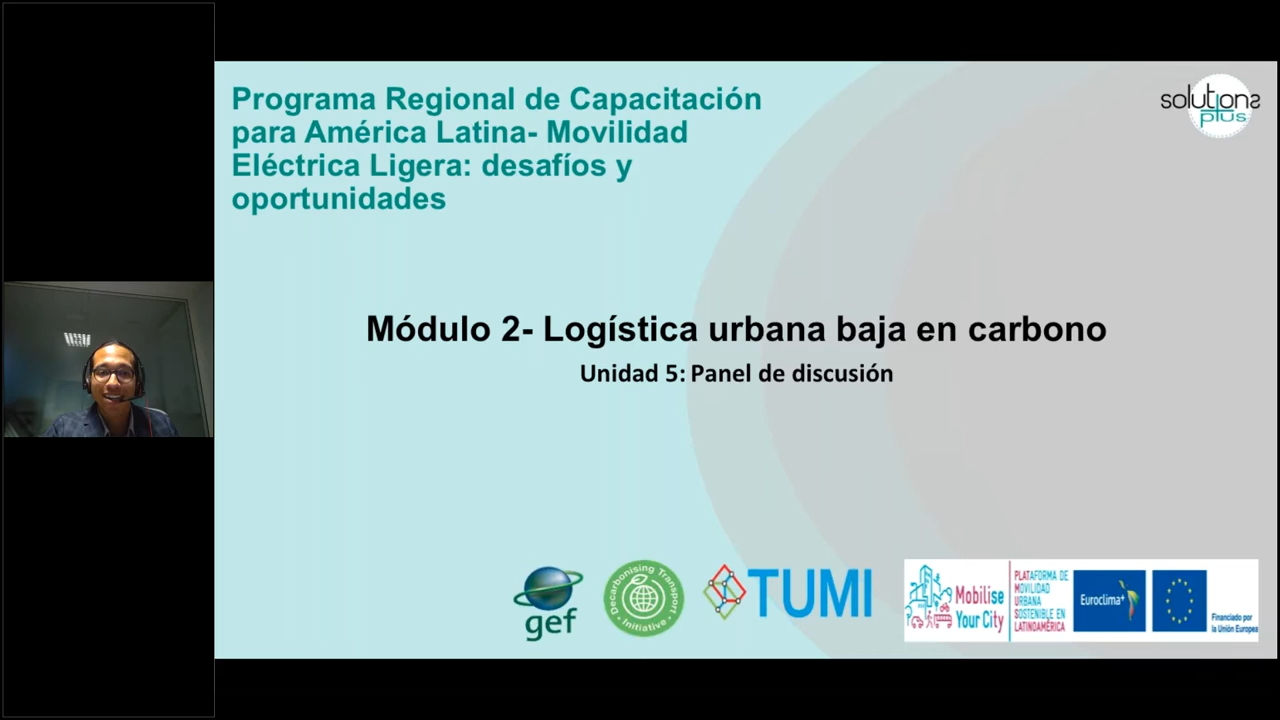 Programa Regional de Capacitación
para América Latina- Movilidad
Eléctrica Ligera: desafíos y
oportunidades
solutions
plus
Módulo 2- Logística urbana baja en carbono
Unidad 5: Panel de discusión
gef
Decarbonising Transport
Initiative
TUMI
Mobilise
Your City
PLATAFORMA DE
MOVILIDAD
URBANA
SOSTENIBLE EN
LATINOAMÉRICA
Euroclima+
Financiado por
la Unión Europea